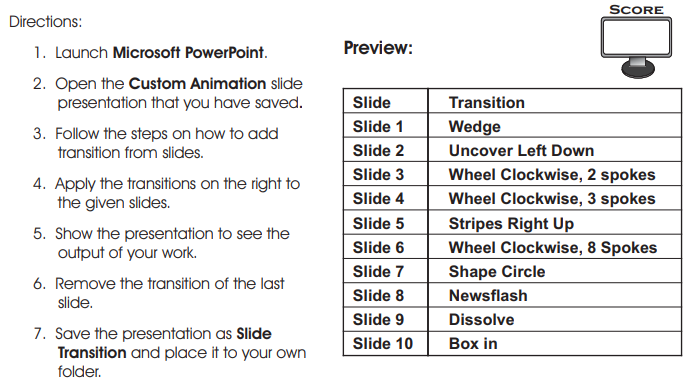 Directions:
1. Launch Microsoft PowerPoint.
2. Open the Custom Animation slide
presentation that you have saved.
3. Follow the steps on how to add
transition from slides.
4. Apply the transitions on the right to
the given slides.
5. Show the presentation to see the
output of your work.
6. Remove the transition of the last
slide.
7. Save the presentation as Slide
Transition and place it to your own
folder.
SCORE
Preview:
Slide Transition
Slide 1 Wedge
Slide 2 Uncover Left Down
Slide 3 Wheel Clockwise, 2 spokes
Slide 4 Wheel Clockwise, 3 spokes
Slide 5 Stripes Right Up
Slide 6 Wheel Clockwise, 8 Spokes
Slide 7 Shape Circle
Slide 8 Newsflash
Slide 9 Dissolve
Slide 10 Box in